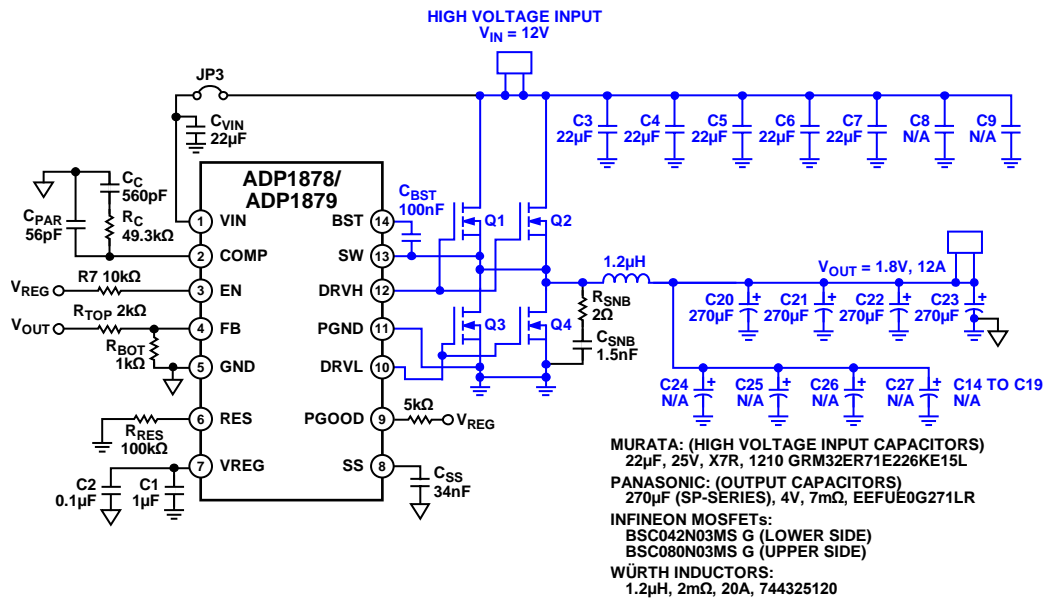 HIGH VOLTAGE INPUT
VIN = 12V
JP3
CVIN
22µF
C3
22µF
C4
22µF
C5
22µF
C6
22µF
C7
22µF
C8
N/A
C9
N/A
CC
560pF
CPAR
56pF
RC
49.3kΩ
ADP1878/
ADP1879
1 VIN
2 COMP
3 EN
4 FB
5 GND
6 RES
7 VREG
BST 14
SW 13
DRVH 12
PGND 11
DRVL 10
PGOOD 9
SS 8
CBST
100nF
Q1
Q2
Q3
Q4
VREG
R7 10kΩ
VOUT
RTOP 2kΩ
RBOT
1kΩ
RRES
100kΩ
C2
0.1µF
C1
1µF
5kΩ
VREG
CSS
34nF
1.2µH
RSNB
2Ω
CSNB
1.5nF
VOUT = 1.8V, 12A
C20
270µF
C21
270µF
C22
270µF
C23
270µF
C24
N/A
C25
N/A
C26
N/A
C27
N/A
C14 TO C19
N/A
+
+
+
+
+
+
+
+
MURATA: (HIGH VOLTAGE INPUT CAPACITORS)
22µF, 25V, X7R, 1210 GRM32ER71E226KE15L
PANASONIC: (OUTPUT CAPACITORS)
270µF (SP-SERIES), 4V, 7mΩ, EEFUE0G271LR
INFINEON MOSFETs:
BSC042N03MS G (LOWER SIDE)
BSC080N03MS G (UPPER SIDE)
WÜRTH INDUCTORS:
1.2µH, 2mΩ, 20A, 744325120